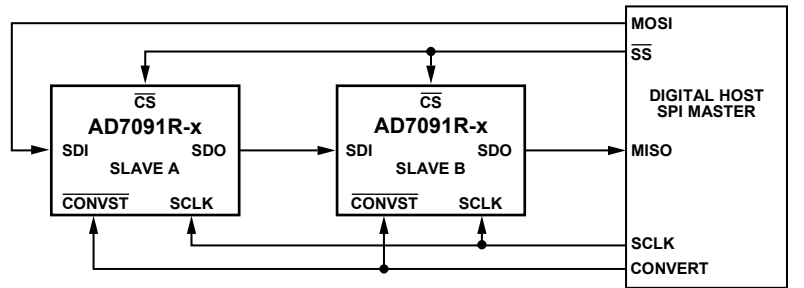 MOSI
SS
CS
CS
DIGITAL HOST
SPI MASTER
AD7091R-x
AD7091R-x
SDI
SDO
SDI
SDO
MISO
SLAVE A
SLAVE B
CONVST
SCLK
CONVST
SCLK
SCLK
CONVERT